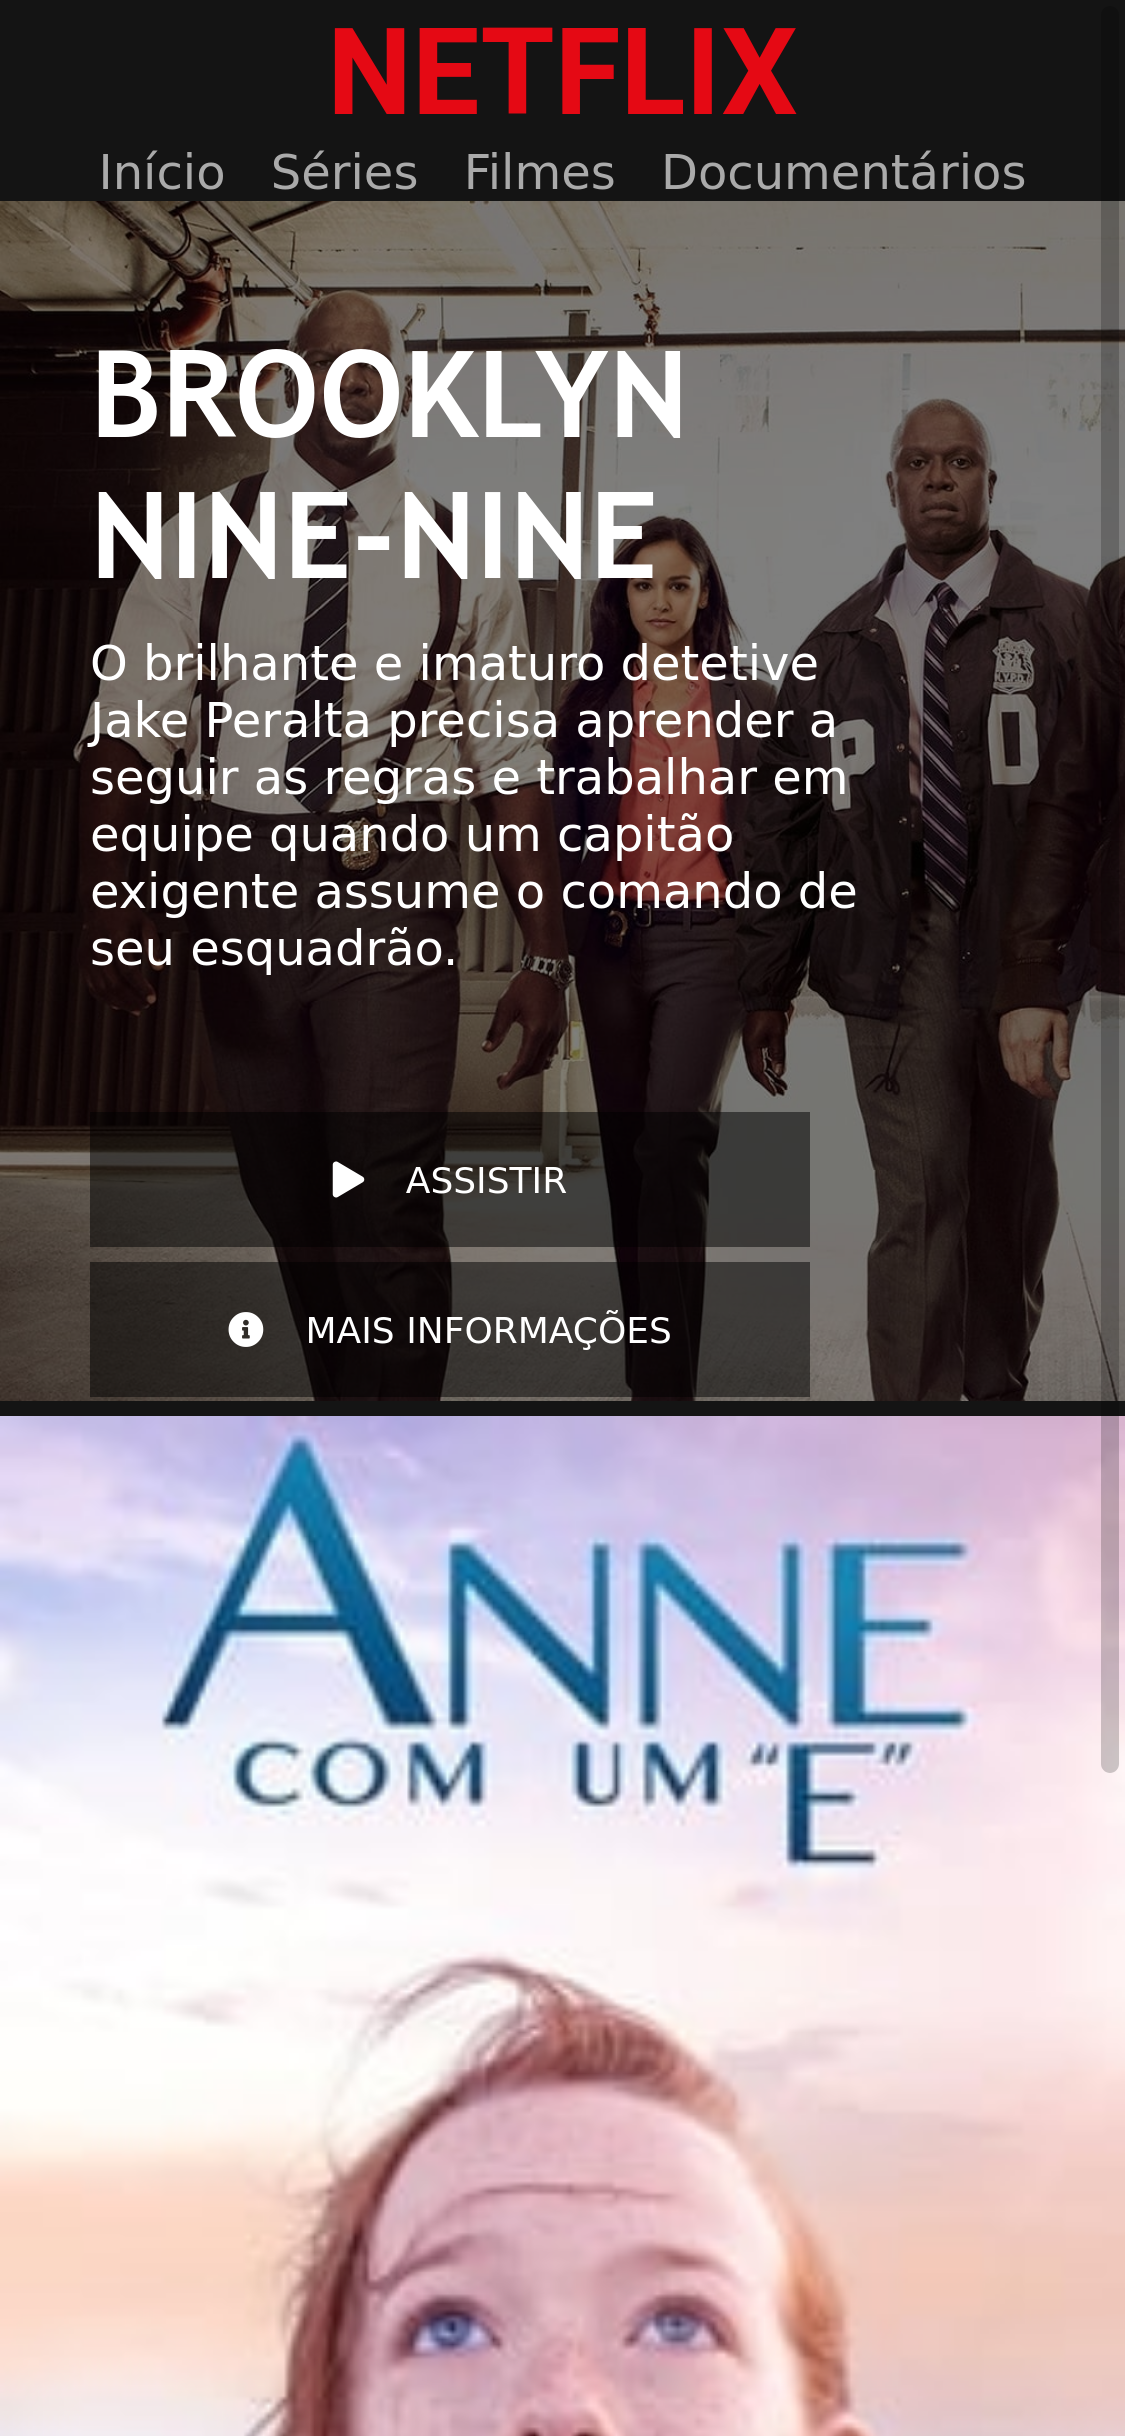 NETFLIX
Início Séries Filmes Documentários
BROOKLYN
NINE-NINE
O brilhante e imaturo detetive
Jake Peralta precisa aprender a
seguir as regras e trabalhar em
equipe quando um capitão
exigente assume o comando de
seu esquadrão.
ASSISTIR
MAIS INFORMAÇÕES
ANNE
COM UM “E”